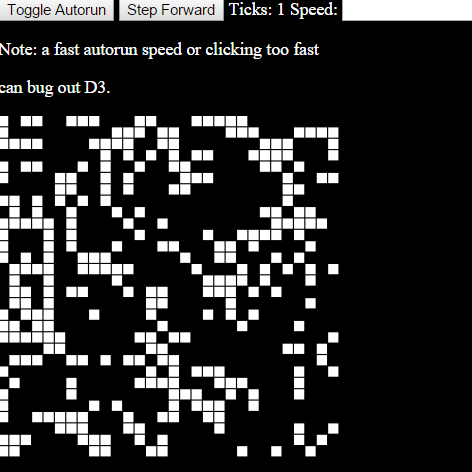 Toggle Autorun Step Forward Ticks: 1 Speed:
Note: a fast autorun speed or clicking too fast
can bug out D3.